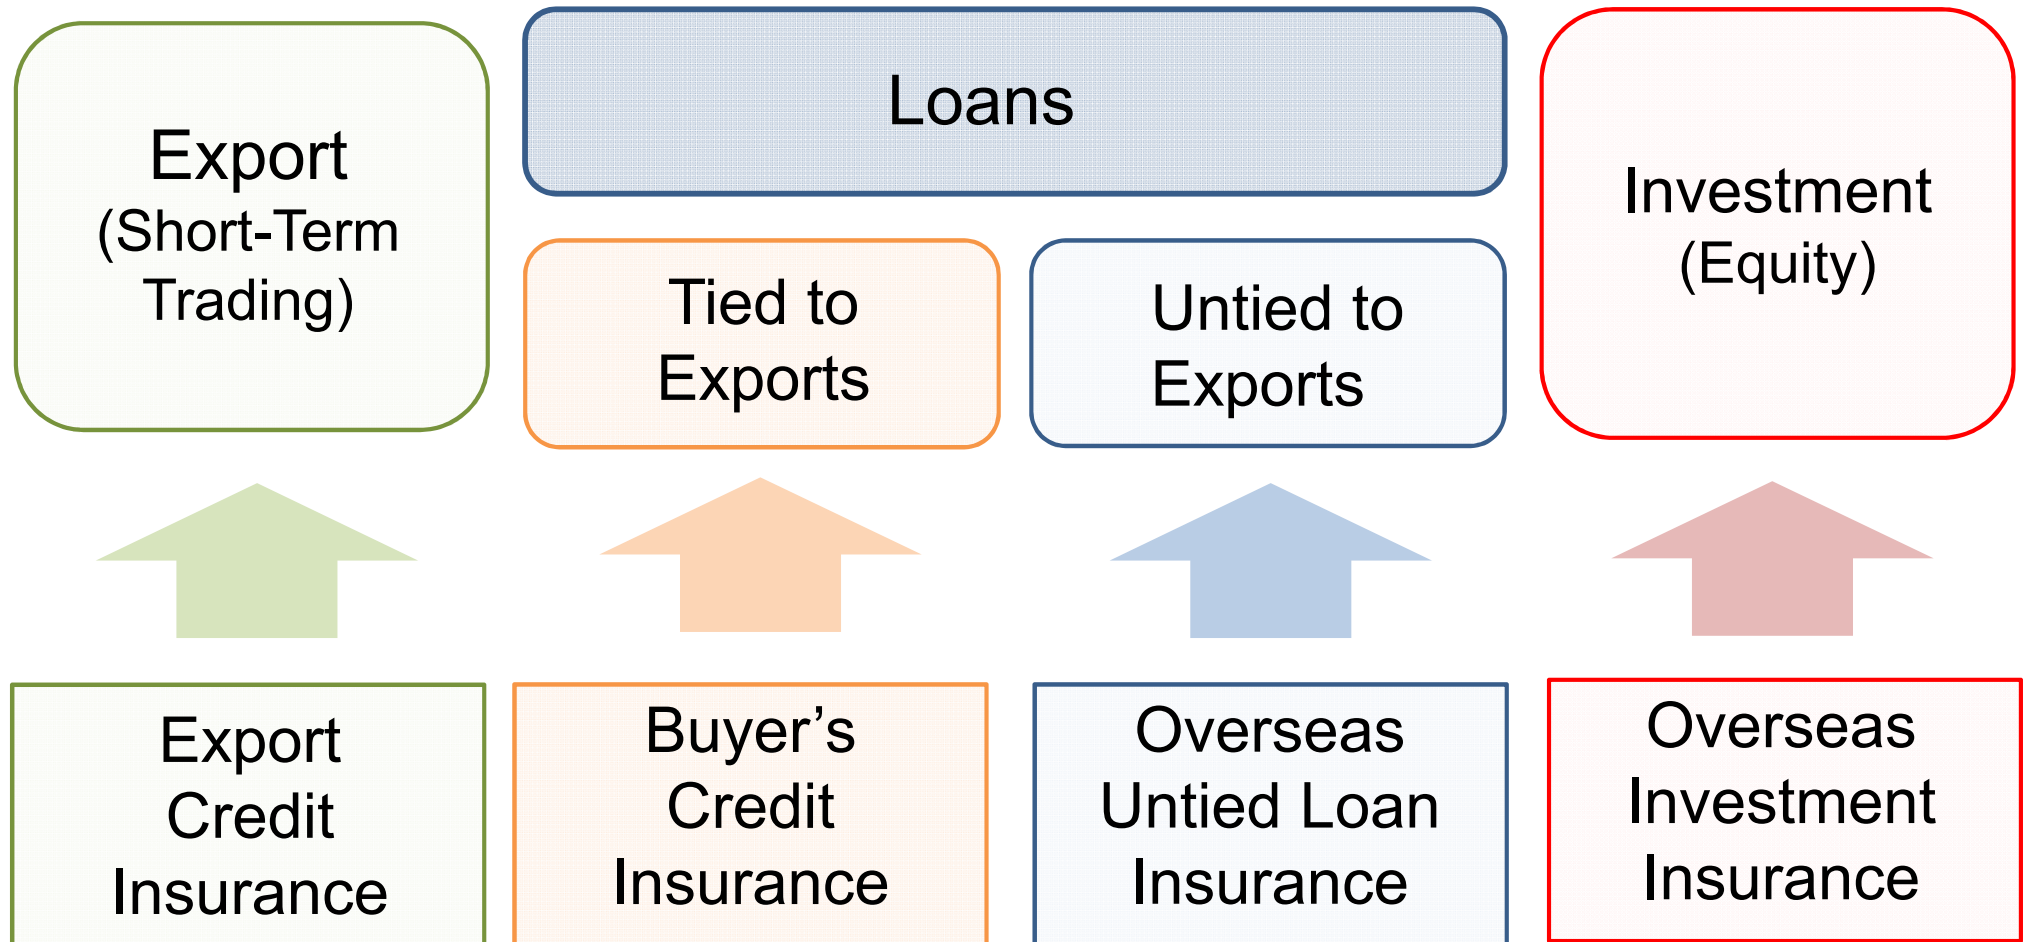 Export
(Short-Term
Trading)
Loans
Tied to
Exports
Untied to
Exports
Investment
(Equity)
Export
Credit
Insurance
Buyer’s
Credit
Insurance
Overseas
Untied Loan
Insurance
Overseas
Investment
Insurance